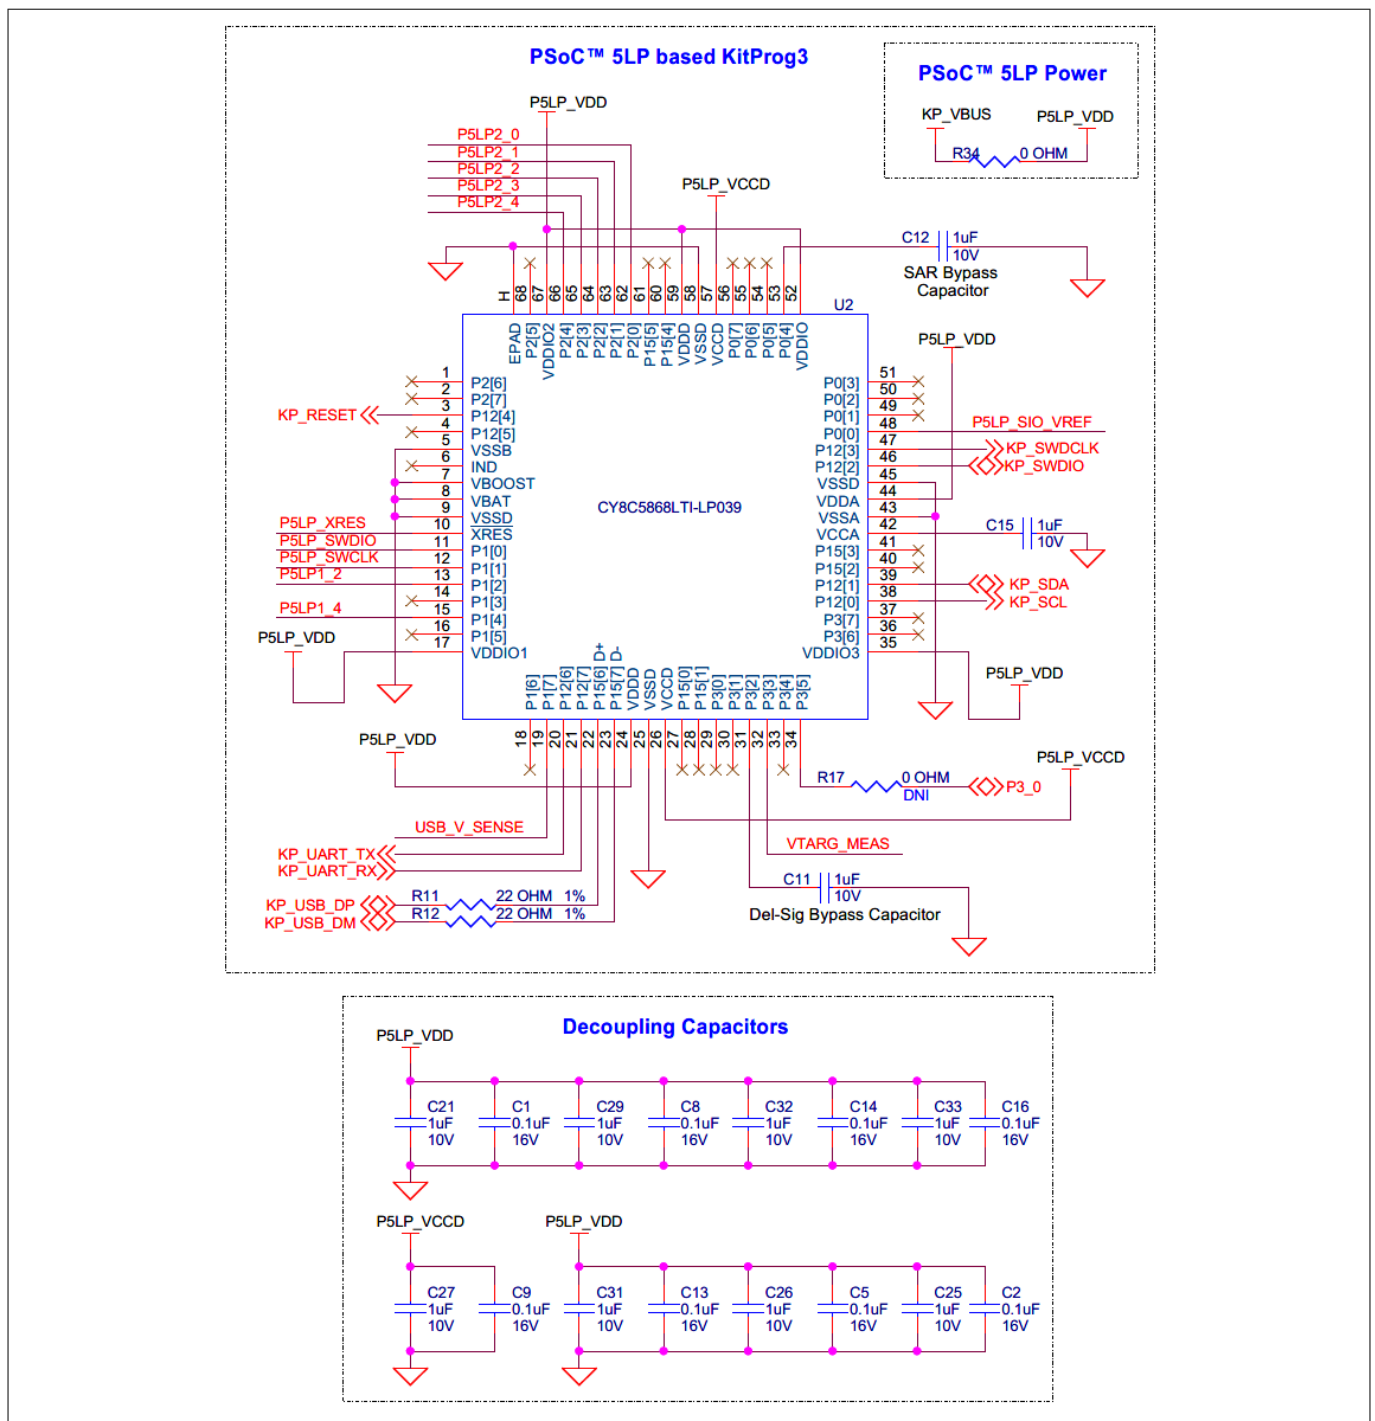 PSoC™ 5LP based KitProg3
PSoC™ 5LP Power
KP_VBUS
P5LP_VDD
R34 0 OHM
P5LP_VDD
P5LP2_0
P5LP2_1
P5LP2_2
P5LP2_3
P5LP2_4
P5LP_VCCD
C12 1uF
10V
SAR Bypass
Capacitor
H 68 67 66 65 64 63 62 61 60 59 58 57 56 55 54 53 52
U2
EPAD P2[5] VDDIO2 P2[4] P2[3] P2[2] P2[1] P2[0] P15[5] P15[4] VDDD VSSD VCCD P0[7] P0[6] P0[5] P0[4] VDDIO
P5LP_VDD
1 P2[6]
2 P2[7]
KP_RESET 3 P12[4]
4 P12[5]
5 VSSB
6 IND
7 VBOOST
8 VBAT
9 VSSD
P5LP_XRES 10 XRES
P5LP_SWDIO 11 P1[0]
P5LP_SWCLK 12 P1[1]
P5LP1_2 13 P1[2]
14 P1[3]
P5LP1_4 15 P1[4]
16 P1[5]
P5LP_VDD 17 VDDIO1
CY8C5868LTI-LP039
P0[3] 51
P0[2] 50
P0[1] 49
P0[0] 48 P5LP_SIO_VREF
P12[3] 47 KP_SWDCLK
P12[2] 46 KP_SWDIO
VSSD 45
VDDA 44
VSSA 43
VCCA 42 C15 1uF
10V
P15[3] 41
P15[2] 40
P12[1] 39 KP_SDA
P12[0] 38 KP_SCL
P3[7] 37
P3[6] 36
VDDIO3 35
P5LP_VDD
P1[6] P1[7] P12[6] P12[7] P15[6] D+ P15[7] D- VDDD VSSD VCCD P15[0] P15[1] P3[0] P3[1] P3[2] P3[3] P3[4] P3[5]
18 19 20 21 22 23 24 25 26 27 28 29 30 31 32 33 34
P5LP_VDD
P5LP_VCCD
R17 0 OHM P3_0
DNI
USB_V_SENSE
VTARG_MEAS
KP_UART_TX
KP_UART_RX
C11 1uF
10V
Del-Sig Bypass Capacitor
KP_USB_DP R11 22 OHM 1%
KP_USB_DM R12 22 OHM 1%
Decoupling Capacitors
P5LP_VDD
C21 C1 C29 C8 C32 C14 C33 C16
1uF 0.1uF 1uF 0.1uF 1uF 0.1uF 1uF 0.1uF
10V 16V 10V 16V 10V 16V 10V 16V
P5LP_VCCD P5LP_VDD
C27 C9 C31 C13 C26 C5 C25 C2
1uF 0.1uF 1uF 0.1uF 1uF 0.1uF 1uF 0.1uF
10V 16V 10V 16V 10V 16V 10V 16V